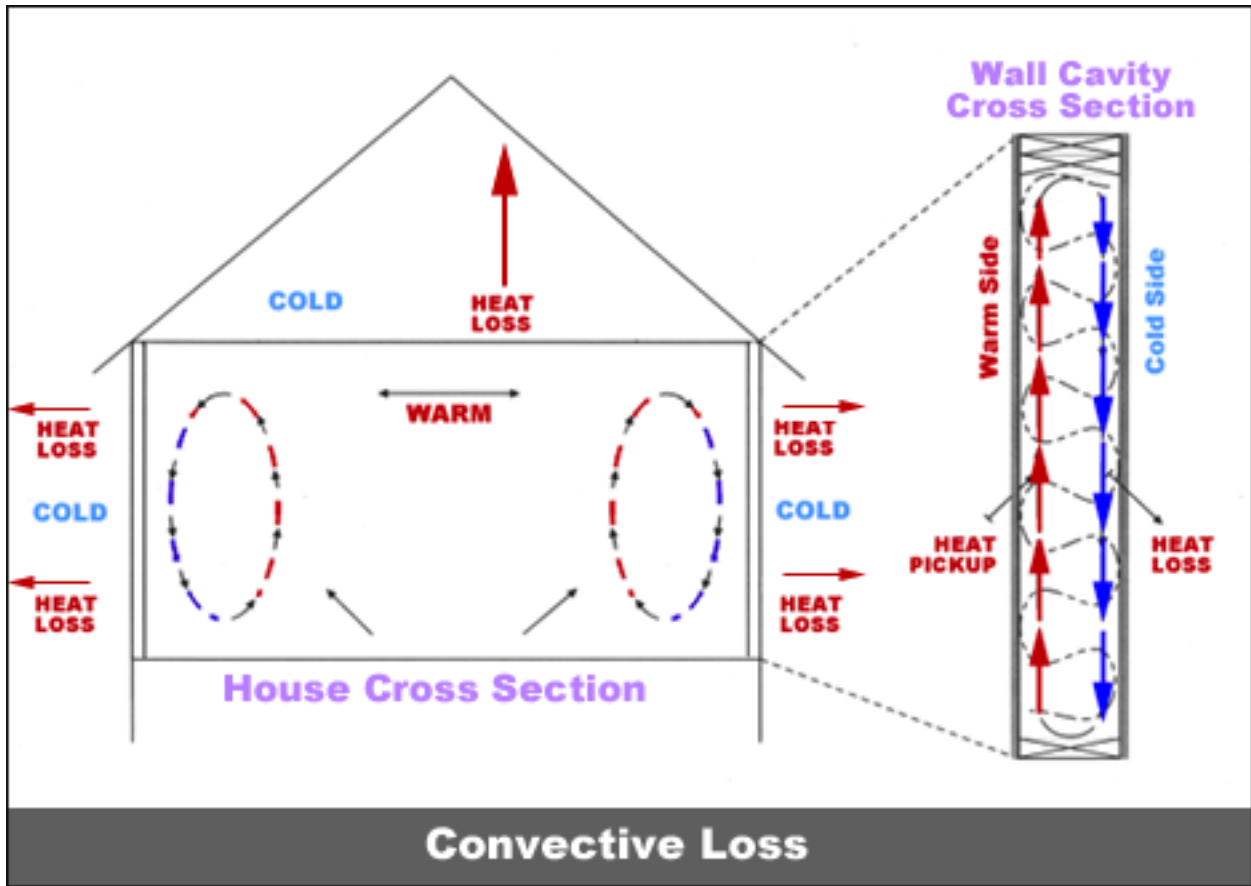 Wall Cavity
Cross Section
COLD
HEAT
LOSS
Warm Side
Cold Side
WARM
HEAT
LOSS
HEAT
LOSS
COLD
COLD
HEAT
PICKUP
HEAT
LOSS
HEAT
LOSS
HEAT
LOSS
House Cross Section
Convective Loss